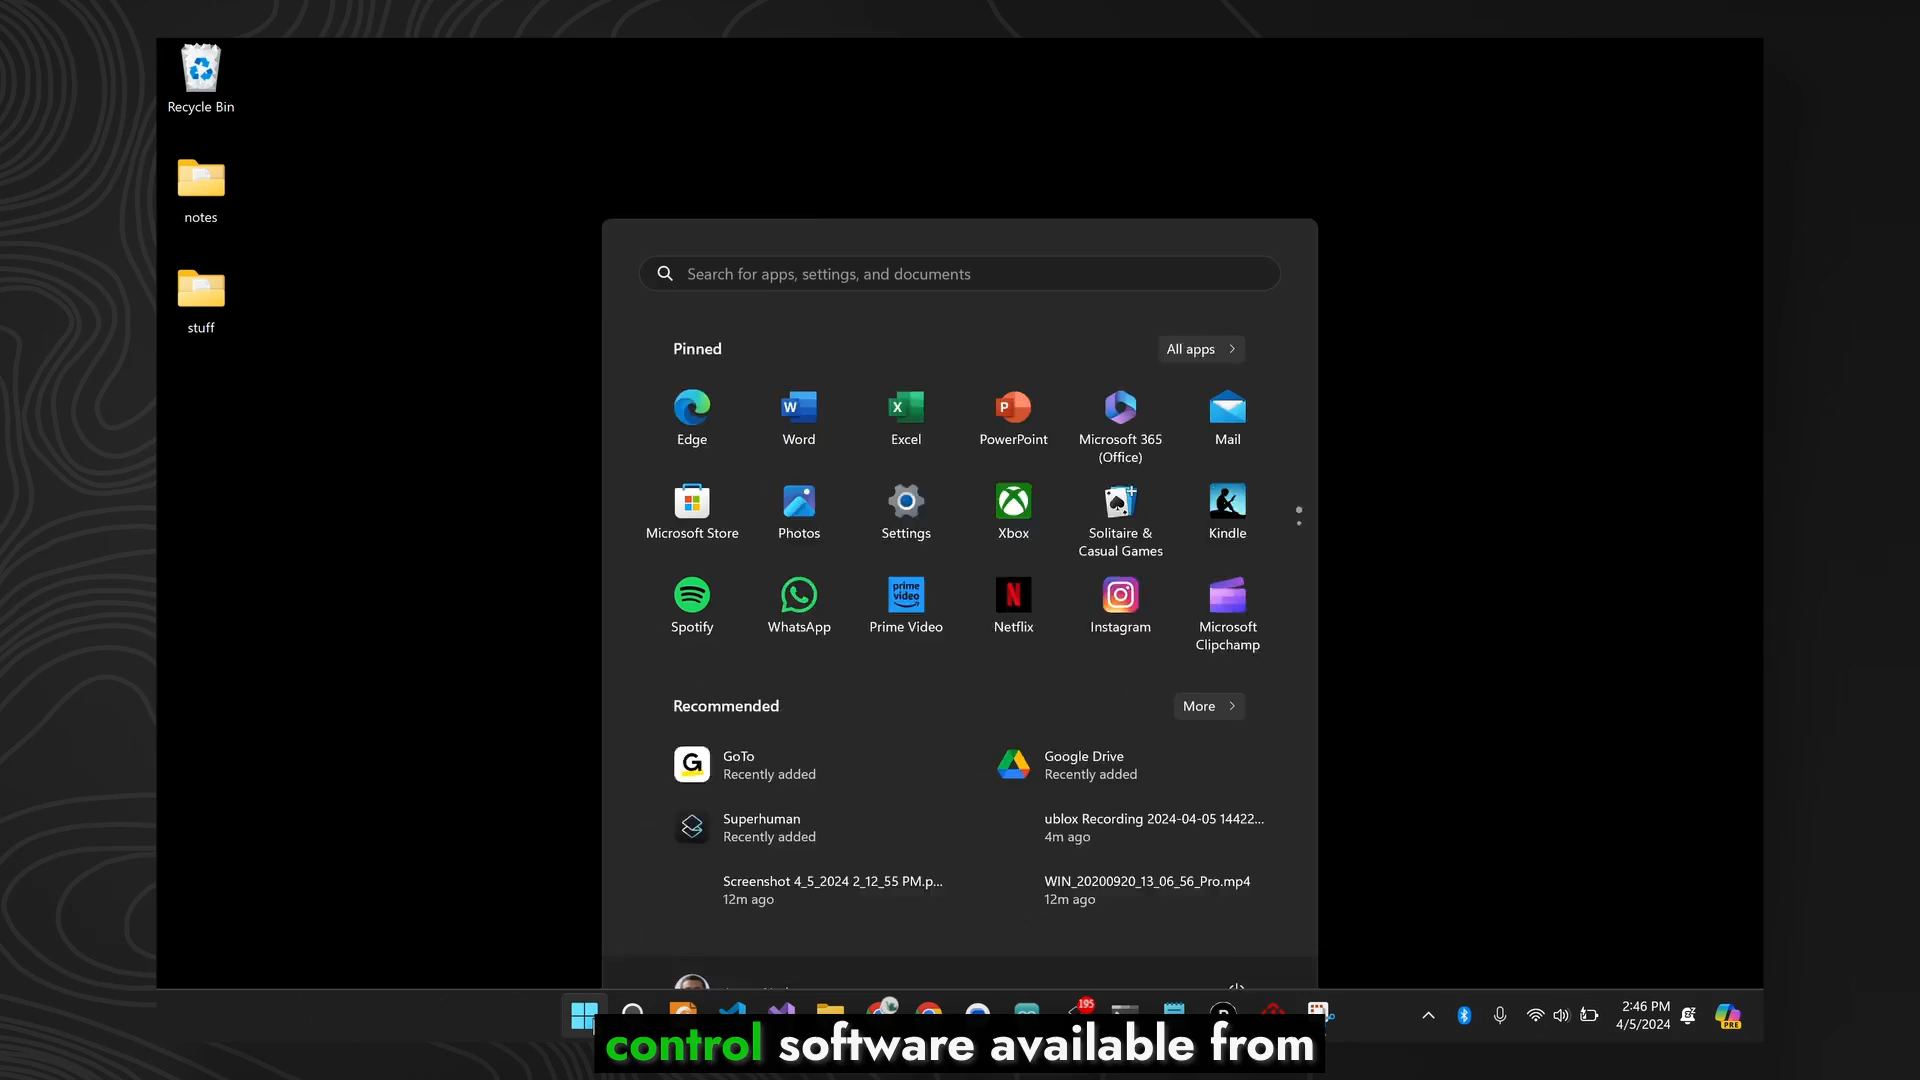 Recycle Bin
notes
stuff
Search for apps, settings, and documents
Pinned
All apps
Edge
Word
Excel
PowerPoint
Microsoft 365
(Office)
Mail
Microsoft Store
Photos
Settings
Xbox
Solitaire &
Casual Games
Kindle
Spotify
WhatsApp
prime
video
Prime Video
Netflix
Instagram
Microsoft
Clipchamp
Recommended
More
GoTo
Recently added
Google Drive
Recently added
Superhuman
Recently added
ublox Recording 2024-04-05 14422...
4m ago
Screenshot 4_5_2024 2_12_55 PM.p...
12m ago
WIN_20200920_13_06_56_Pro.mp4
12m ago
195
2:46 PM
4/5/2024
PRE
control software available from